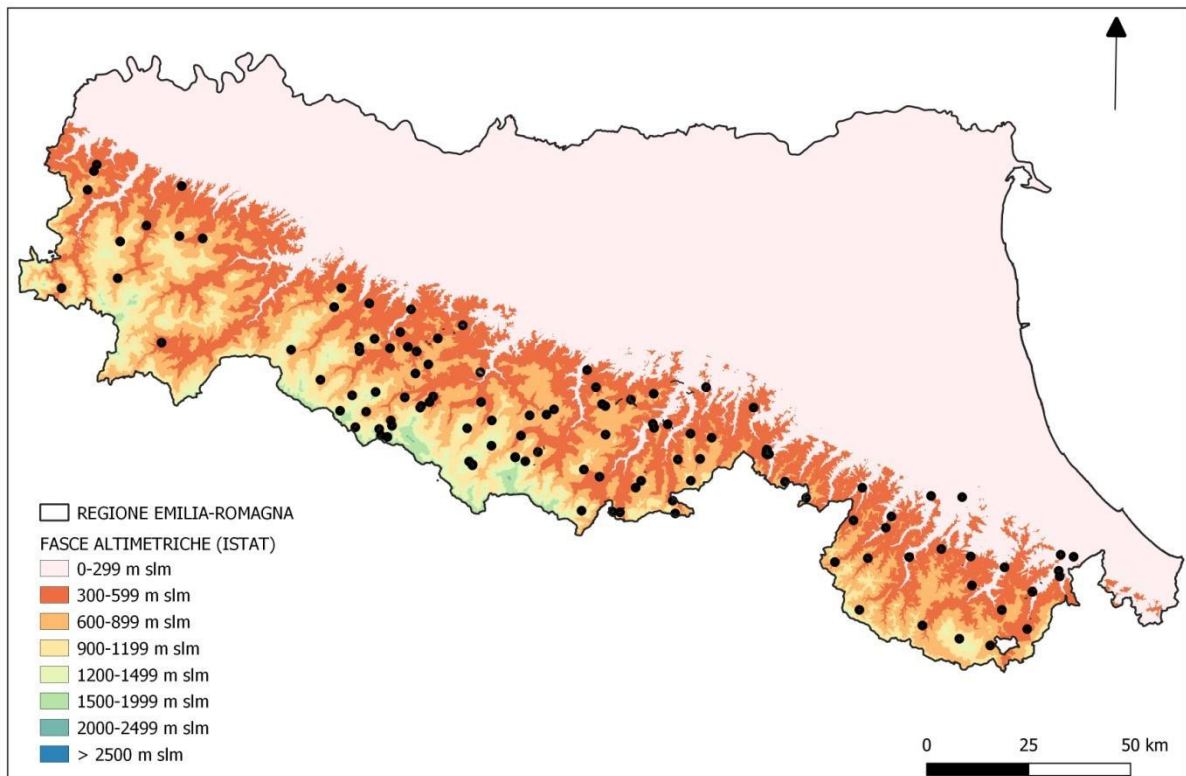 REGIONE EMILIA-ROMAGNA
FASCE ALTIMETRICHE (ISTAT)
0-299 m slm
300-599 m slm
600-899 m slm
900-1199 m slm
1200-1499 m slm
1500-1999 m slm
2000-2499 m slm
> 2500 m slm
0 25 50 km